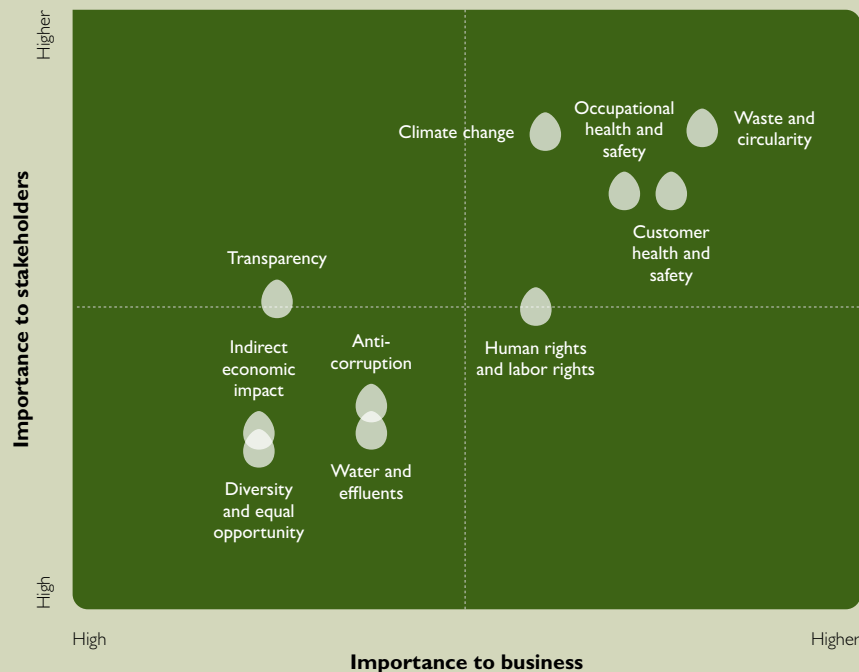 Higher
Importance to stakeholders
High
Climate change
Occupational
health and
safety
Waste and
circularity
Customer
health and
safety
Transparency
Indirect
economic
impact
Anti-
corruption
Human rights
and labor rights
Water and
effluents
Diversity
and equal
opportunity
High
Higher
Importance to business